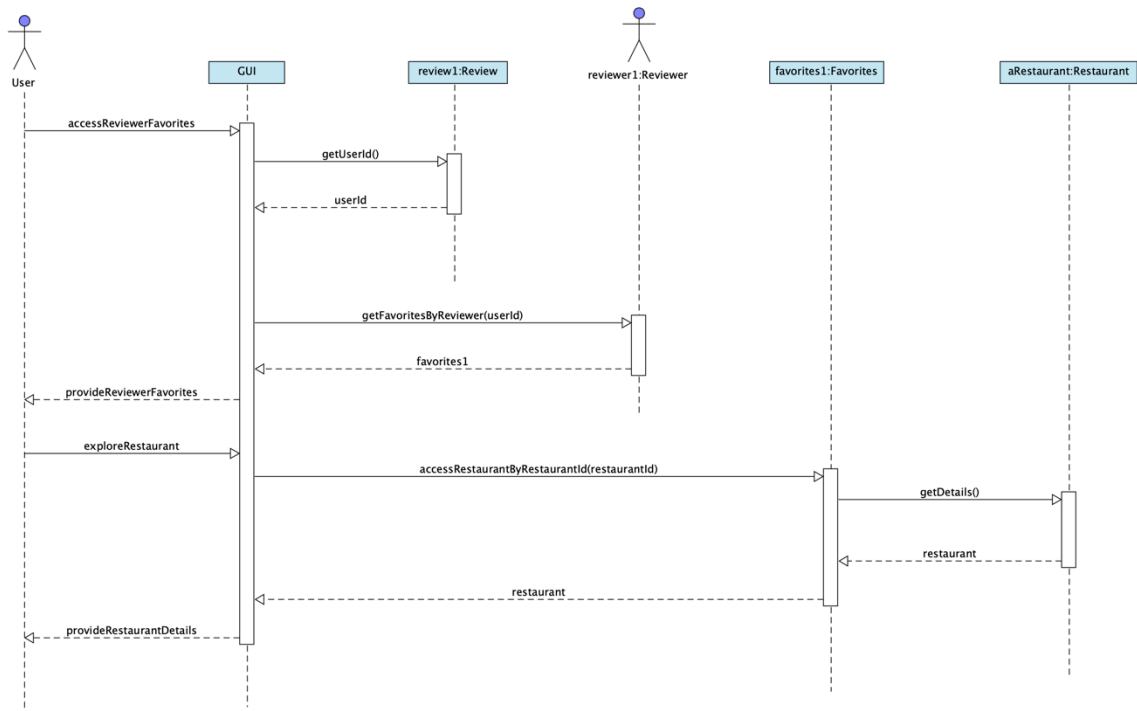 User
GUI
review1:Review
reviewer1:Reviewer
favorites1:Favorites
aRestaurant:Restaurant
accessReviewerFavorites
getUserId()
userId
getFavoritesByReviewer(userId)
favorites1
provideReviewerFavorites
exploreRestaurant
accessRestaurantByRestaurantId(restaurantId)
getDetails()
restaurant
restaurant
provideRestaurantDetails